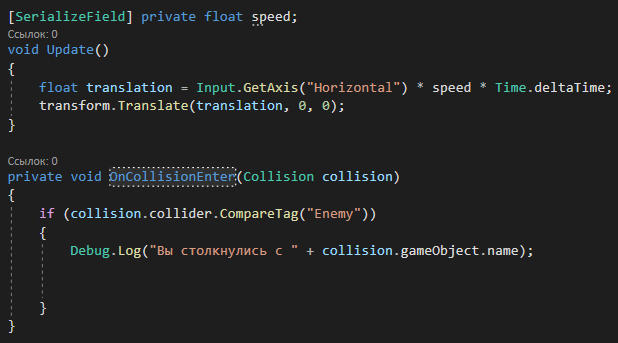 [SerializeField] private float speed;
Ссылок: 0
void Update()
{
float translation = Input.GetAxis("Horizontal") * speed * Time.deltaTime;
transform.Translate(translation, 0, 0);
}
Ссылок: 0
private void OnCollisionEnter(Collision collision)
{
if (collision.collider.CompareTag("Enemy"))
{
Debug.Log("Вы столкнулись с " + collision.gameObject.name);
}
}